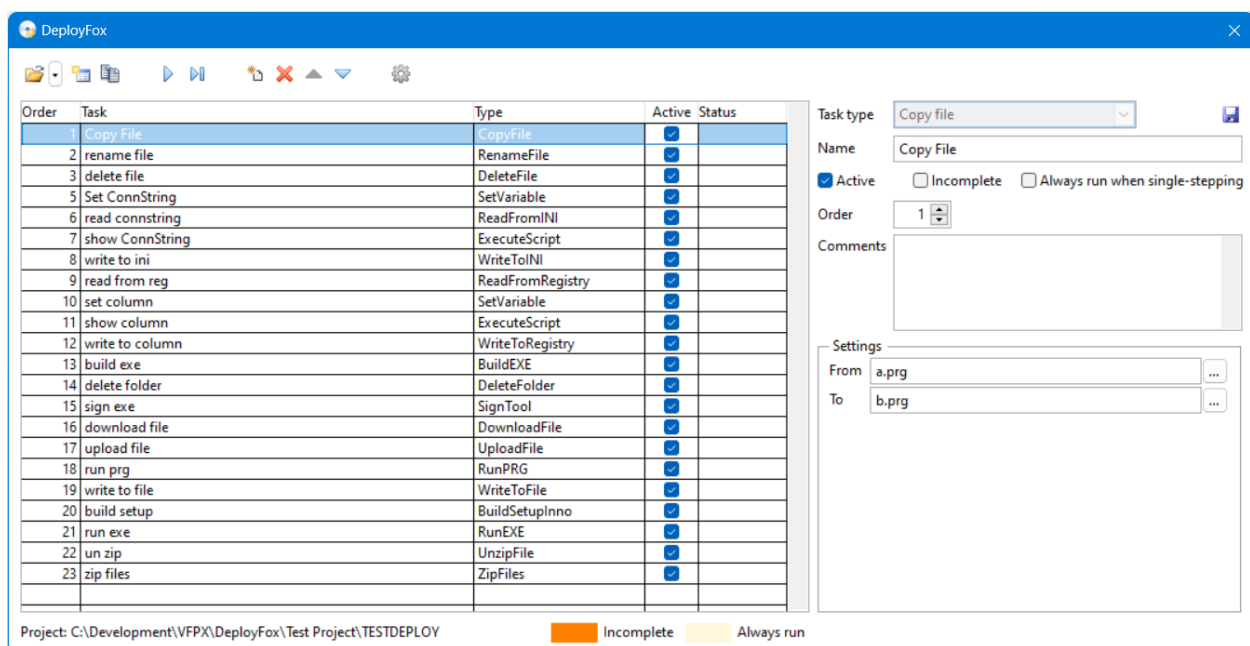 DeployFox
Order Task Type Active Status
1 Copy File CopyFile
2 rename file RenameFile
3 delete file DeleteFile
5 Set ConnString SetVariable
6 read connstring ReadFromINI
7 show ConnString ExecuteScript
8 write to ini WriteToINI
9 read from reg ReadFromRegistry
10 set column SetVariable
11 show column ExecuteScript
12 write to column WriteToRegistry
13 build exe BuildEXE
14 delete folder DeleteFolder
15 sign exe SignTool
16 download file DownloadFile
17 upload file UploadFile
18 run prg RunPRG
19 write to file WriteToFile
20 build setup BuildSetupInno
21 run exe RunEXE
22 un zip UnzipFile
23 zip files ZipFiles
Project: C:\Development\VFPX\DeployFox\Test Project\TESTDEPLOY Incomplete Always run
Task type Copy file
Name Copy File
Active Incomplete Always run when single-stepping
Order 1
Comments
Settings
From a.prg ...
To b.prg ...